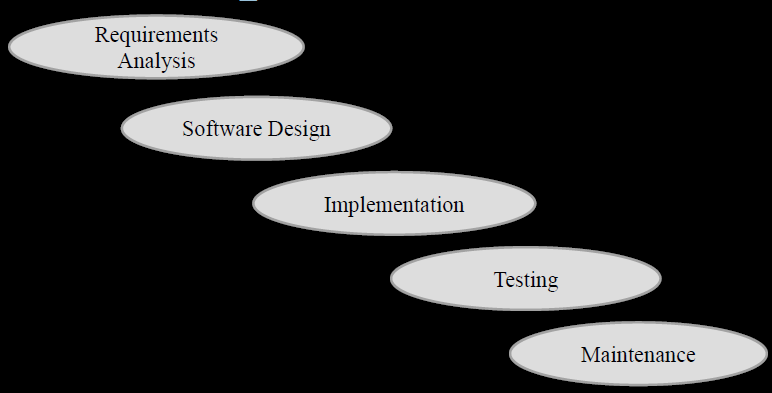 Requirements
Analysis
Software Design
Implementation
Testing
Maintenance